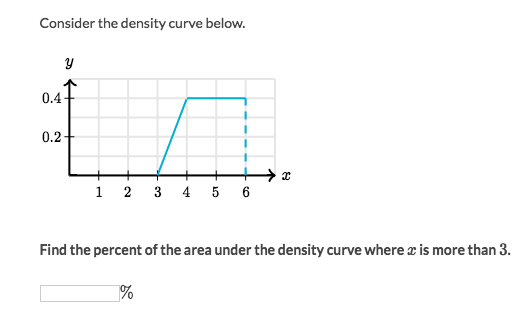 Consider the density curve below.
y
0.4
0.2
x
1 2 3 4 5 6
Find the percent of the area under the density curve where x is more than 3.
%